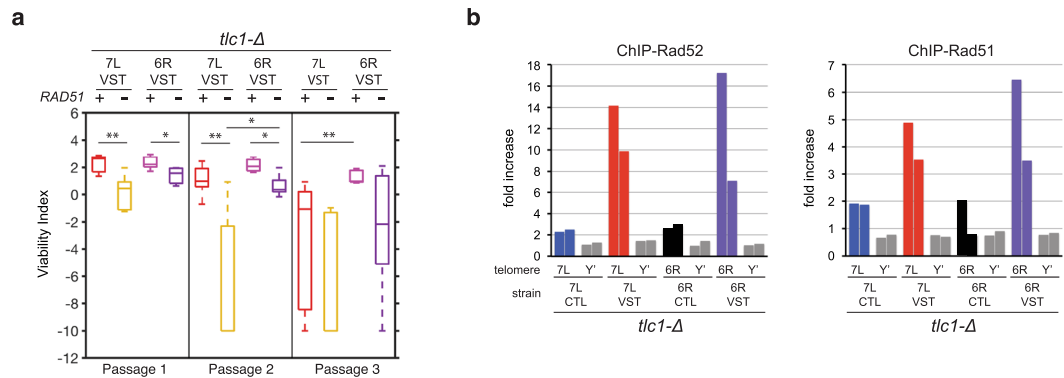 a
tlc1-Δ
7L 6R 7L 6R 7L 6R
VST VST VST VST VST VST
RAD51 + − + − + − + − + − + −
6
4
2
0
-2
-4
-6
-8
-10
-12
Viability Index
** * ** * * **
Passage 1 Passage 2 Passage 3
b
ChIP-Rad52
18
16
14
12
10
8
6
4
2
0
fold increase
telomere 7L Y' 7L Y' 6R Y' 6R Y'
strain 7L CTL 7L VST 6R CTL 6R VST
tlc1-Δ
ChIP-Rad51
7
6
5
4
3
2
1
0
fold increase
7L Y' 7L Y' 6R Y' 6R Y'
7L CTL 7L VST 6R CTL 6R VST
tlc1-Δ